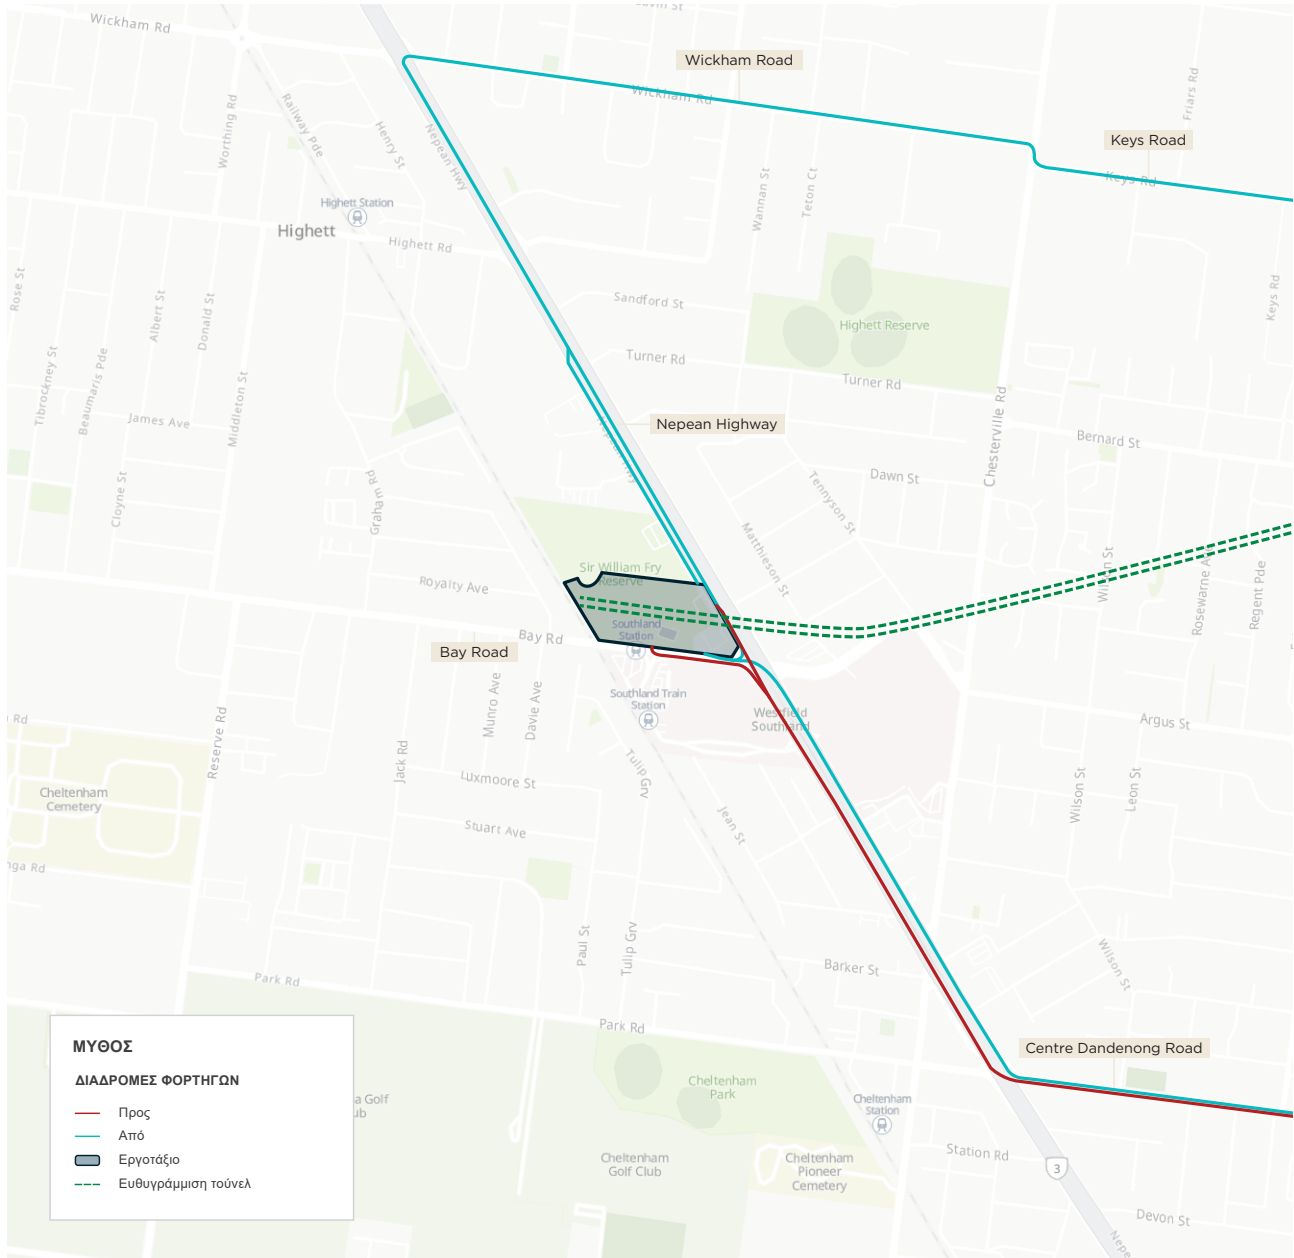 Wickham Rd
Wickham Road
Wickham Rd
Friars Rd
Keys Road
Keys Rd
Worthing Rd
Railway Pde
Henry St
Nepean Hwy
Wannan St
Teton Ct
Highett Station
Highett
Highett Rd
Rose St
Albert St
Donald St
Sandford St
Highett Reserve
Keys Rd
Tibrockney St
Beaumaris Pde
Middleton St
James Ave
Turner Rd
Turner Rd
Nepean Highway
Nepean Hwy
Chesterville Rd
Bernard St
Cloyne St
Graham Rd
Dawn St
Tennyson St
Matthieson St
Royalty Ave
Sir William Fry
Reserve
Wilson St
Rosewarne Ave
Regent Pde
Bay Road
Bay Rd
Southland
Station
Southland Train
Station
Westfield
Southland
Munro Ave
Davie Ave
Argus St
Rd
Reserve Rd
Jack Rd
Luxmoore St
Tulip Grv
Wilson St
Leon St
Cheltenham
Cemetery
Stuart Ave
Jean St
Paul St
Tulip Grv
Barker St
Wilson St
Park Rd
Park Rd
Centre Dandenong Road
Cheltenham
Park
Cheltenham
Station
Cheltenham
Golf Club
Cheltenham
Pioneer
Cemetery
Station Rd
3
Devon St
ΜΥΘΟΣ
ΔΙΑΔΡΟΜΕΣ ΦΟΡΤΗΓΩΝ
Προς
Από
Εργοτάξιο
Ευθυγράμμιση τούνελ